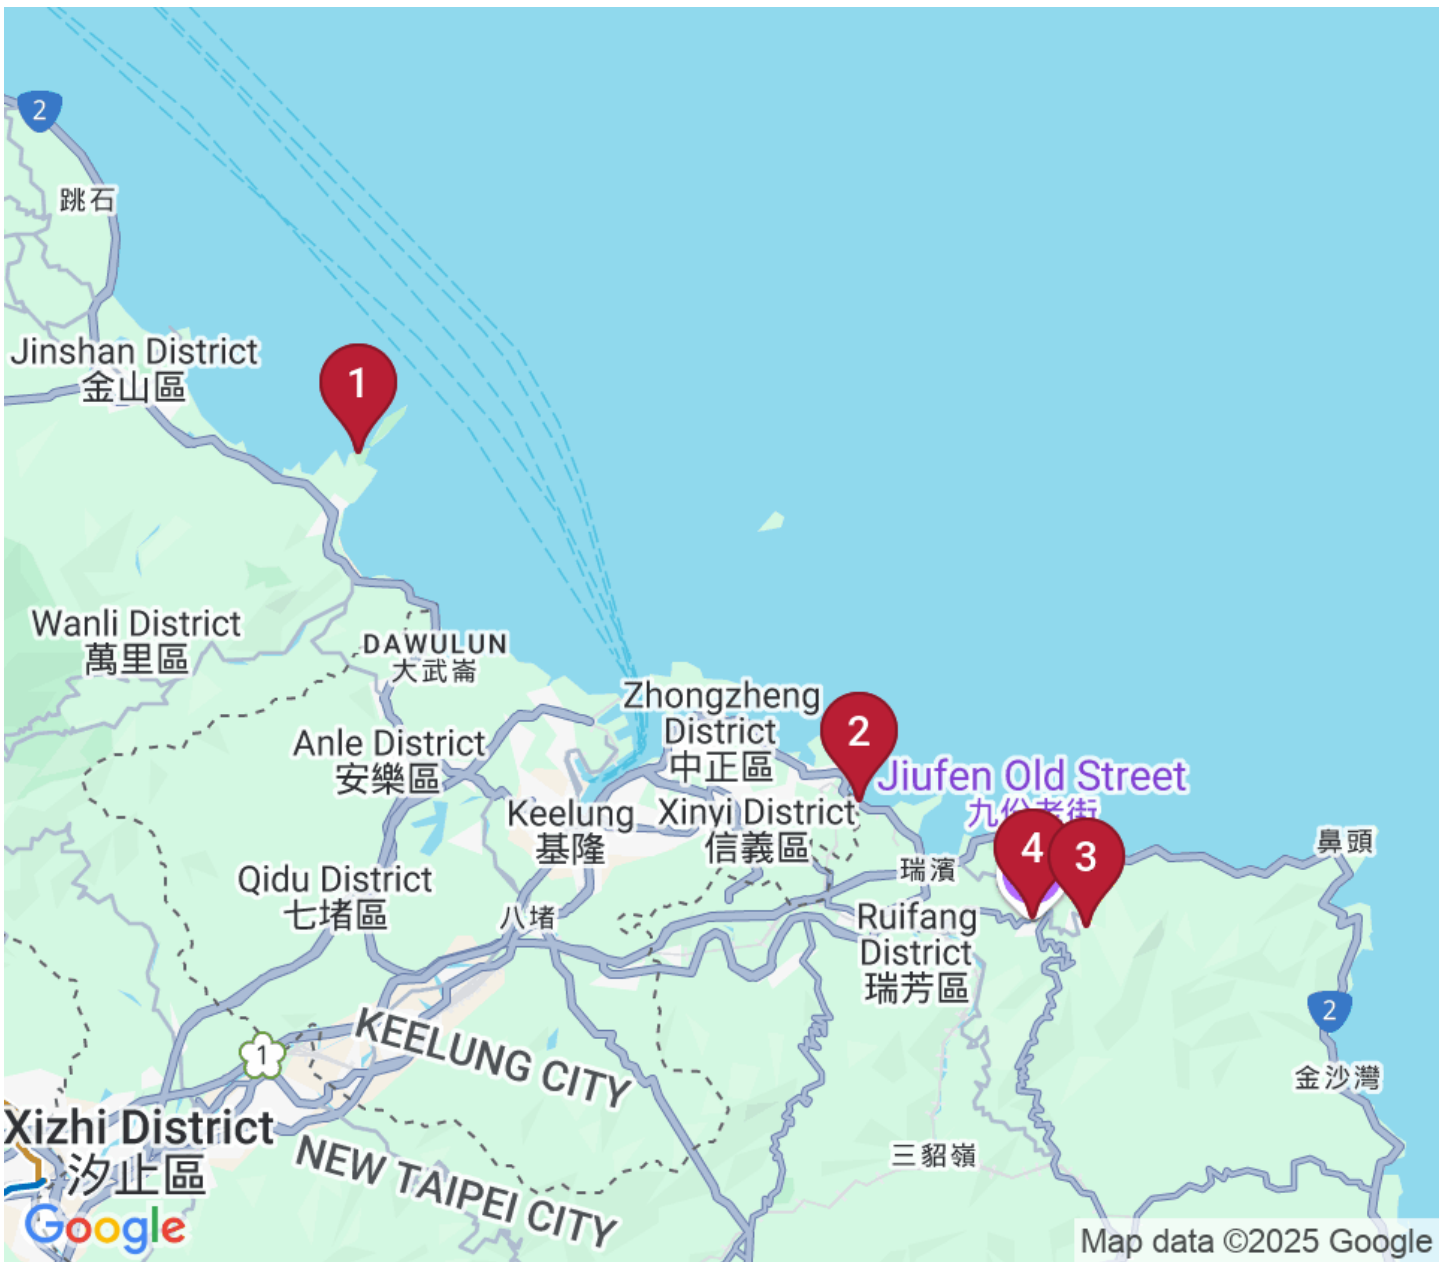 2
跳石
Jinshan District
金山區
1
Wanli District
萬里區
DAWULUN
大武崙
Zhongzheng
District
中正區
2
Anle District
安樂區
Jiufen Old Street
九份老街
Keelung
基隆
Xinyi District
信義區
4
3
鼻頭
瑞濱
Qidu District
七堵區
八堵
Ruifang
District
瑞芳區
2
KEELUNG CITY
1
金沙灣
Xizhi District
汐止區
NEW TAIPEI CITY
三貂嶺
Google
Map data ©2025 Google